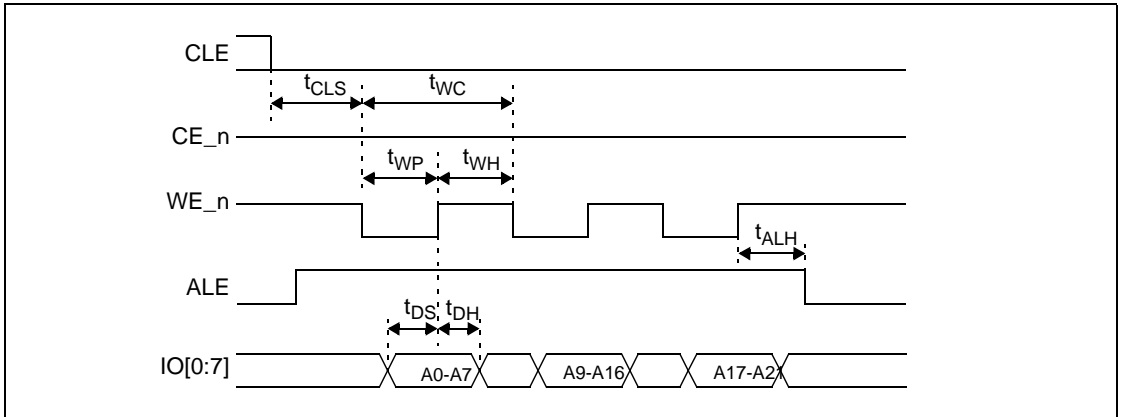 CLE
tCLS tWC
CE_n
tWP tWH
WE_n
tALH
ALE
tDS tDH
IO[0:7] A0-A7 A9-A16 A17-A21